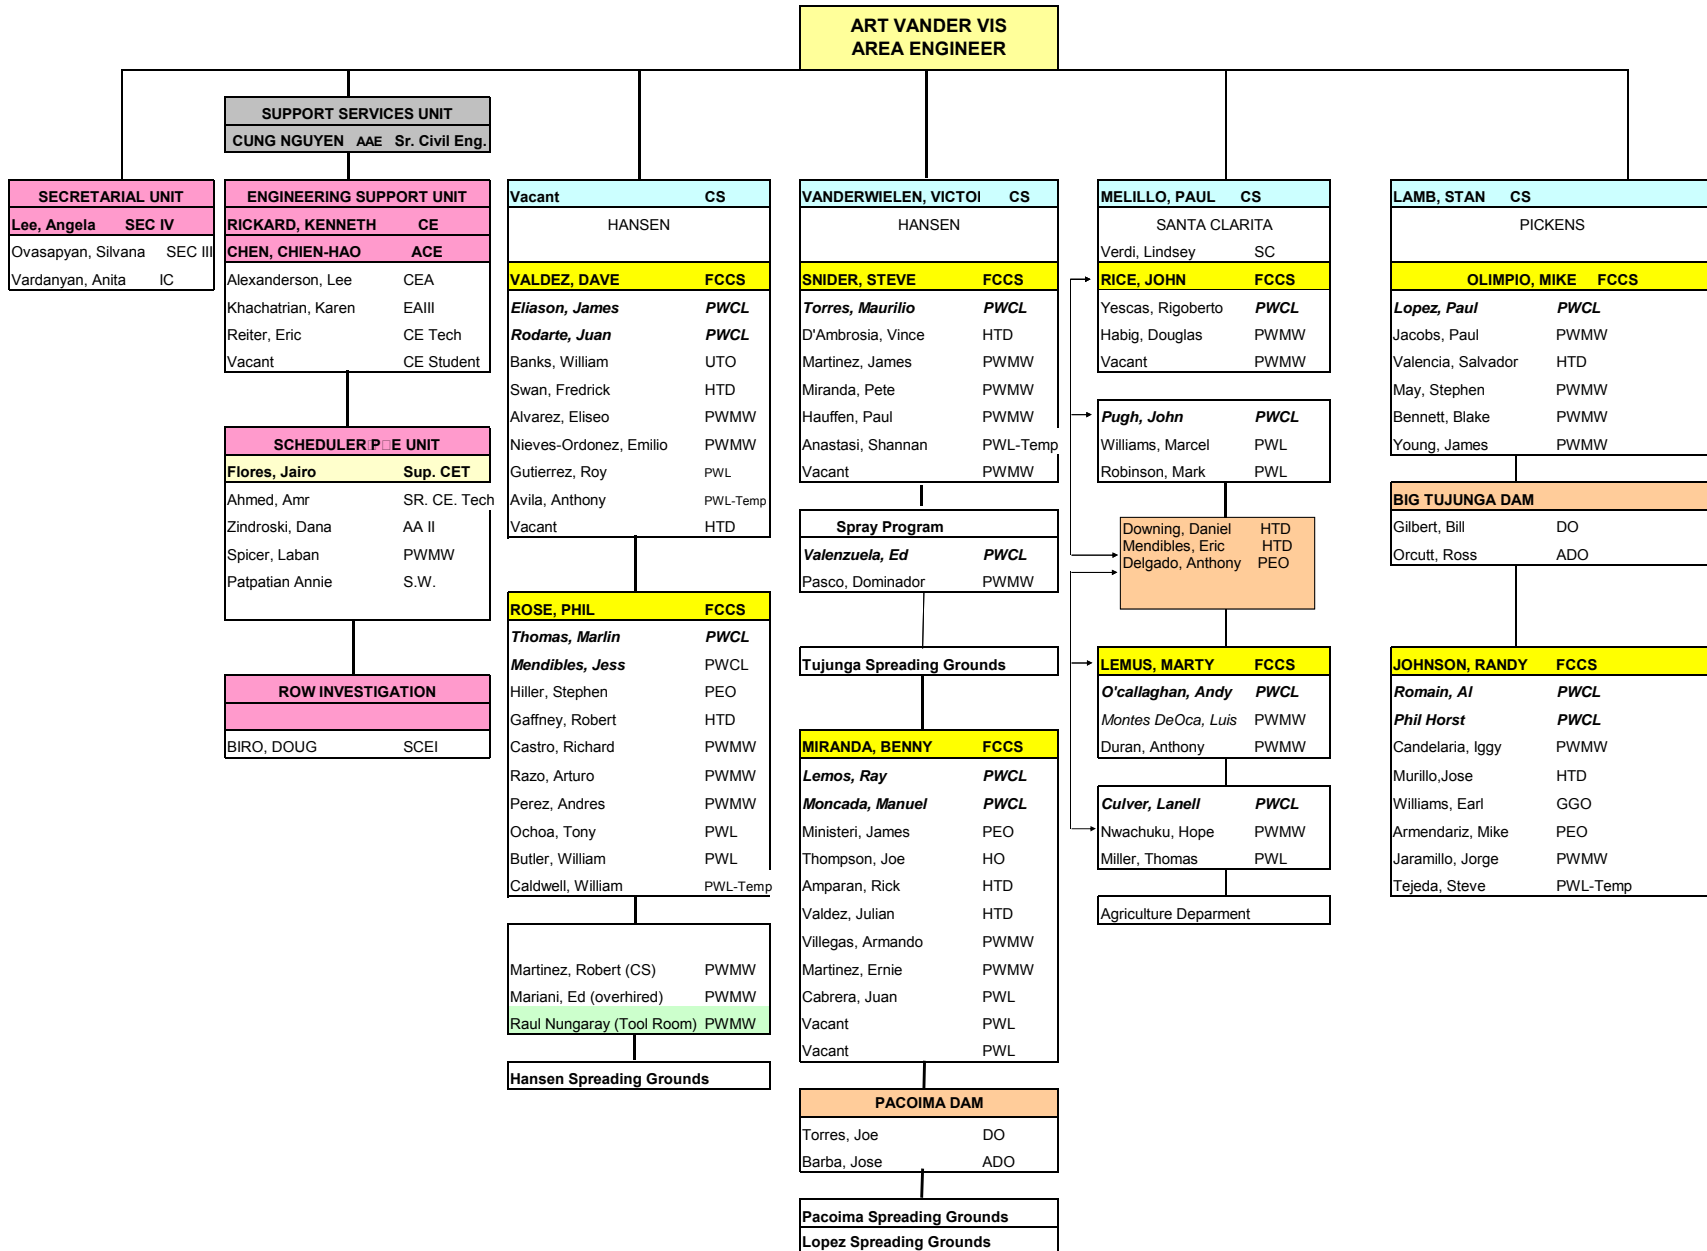 ART VANDER VIS
AREA ENGINEER
SUPPORT SERVICES UNIT
CUNG NGUYEN AAE Sr. Civil Eng.
SECRETARIAL UNIT
Lee, Angela SEC IV
Ovasapyan, Silvana SEC III
Vardanyan, Anita IC
ENGINEERING SUPPORT UNIT
RICKARD, KENNETH CE
CHEN, CHIEN-HAO ACE
Alexanderson, Lee CEA
Khachatrian, Karen EAIII
Reiter, Eric CE Tech
Vacant CE Student
SCHEDULER P E UNIT
Flores, Jairo Sup. CET
Ahmed, Amr SR. CE. Tech
Zindroski, Dana AA II
Spicer, Laban PWMW
Patpatian Annie S.W.
ROW INVESTIGATION
BIRO, DOUG SCEI
Vacant CS
HANSEN
VALDEZ, DAVE FCCS
Eliason, James PWCL
Rodarte, Juan PWCL
Banks, William UTO
Swan, Fredrick HTD
Alvarez, Eliseo PWMW
Nieves-Ordonez, Emilio PWMW
Gutierrez, Roy PWL
Avila, Anthony PWL-Temp
Vacant HTD
ROSE, PHIL FCCS
Thomas, Marlin PWCL
Mendibles, Jess PWCL
Hiller, Stephen PEO
Gaffney, Robert HTD
Castro, Richard PWMW
Razo, Arturo PWMW
Perez, Andres PWMW
Ochoa, Tony PWL
Butler, William PWL
Caldwell, William PWL-Temp
Martinez, Robert (CS) PWMW
Mariani, Ed (overhired) PWMW
Raul Nungaray (Tool Room) PWMW
Hansen Spreading Grounds
VANDERWIELEN, VICTOI CS
HANSEN
SNIDER, STEVE FCCS
Torres, Maurilio PWCL
D'Ambrosia, Vince HTD
Martinez, James PWMW
Miranda, Pete PWMW
Hauffen, Paul PWMW
Anastasi, Shannan PWL-Temp
Vacant PWMW
Spray Program
Valenzuela, Ed PWCL
Pasco, Dominador PWMW
Tujunga Spreading Grounds
MIRANDA, BENNY FCCS
Lemos, Ray PWCL
Moncada, Manuel PWCL
Ministeri, James PEO
Thompson, Joe HO
Amparan, Rick HTD
Valdez, Julian HTD
Villegas, Armando PWMW
Martinez, Ernie PWMW
Cabrera, Juan PWL
Vacant PWL
Vacant PWL
PACOIMA DAM
Torres, Joe DO
Barba, Jose ADO
Pacoima Spreading Grounds
Lopez Spreading Grounds
MELILLO, PAUL CS
SANTA CLARITA
Verdi, Lindsey SC
RICE, JOHN FCCS
Yescas, Rigoberto PWCL
Habig, Douglas PWMW
Vacant PWMW
Pugh, John PWCL
Williams, Marcel PWL
Robinson, Mark PWL
Downing, Daniel HTD
Mendibles, Eric HTD
Delgado, Anthony PEO
LEMUS, MARTY FCCS
O'callaghan, Andy PWCL
Montes DeOca, Luis PWMW
Duran, Anthony PWMW
Culver, Lanell PWCL
Nwachuku, Hope PWMW
Miller, Thomas PWL
Agriculture Deparment
LAMB, STAN CS
PICKENS
OLIMPIO, MIKE FCCS
Lopez, Paul PWCL
Jacobs, Paul PWMW
Valencia, Salvador HTD
May, Stephen PWMW
Bennett, Blake PWMW
Young, James PWMW
BIG TUJUNGA DAM
Gilbert, Bill DO
Orcutt, Ross ADO
JOHNSON, RANDY FCCS
Romain, Al PWCL
Phil Horst PWCL
Candelaria, Iggy PWMW
Murillo,Jose HTD
Williams, Earl GGO
Armendariz, Mike PEO
Jaramillo, Jorge PWMW
Tejeda, Steve PWL-Temp